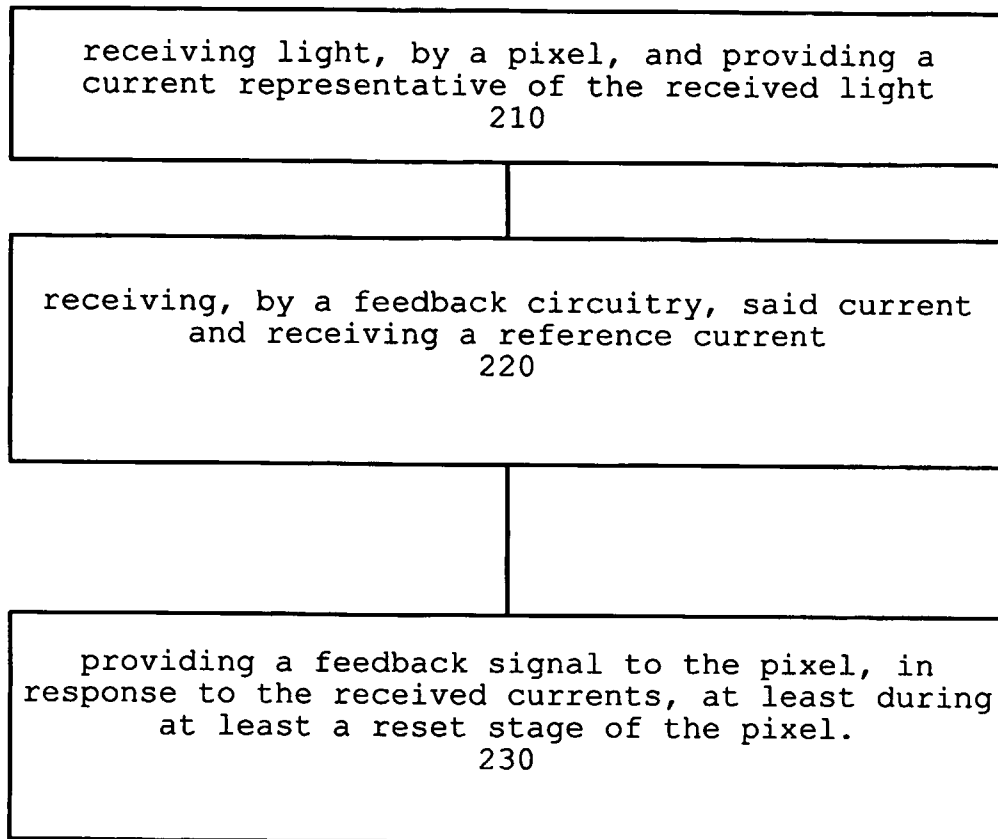 receiving light, by a pixel, and providing a
current representative of the received light
210
receiving, by a feedback circuitry, said current
and receiving a reference current
220
providing a feedback signal to the pixel, in
response to the received currents, at least during
at least a reset stage of the pixel.
230